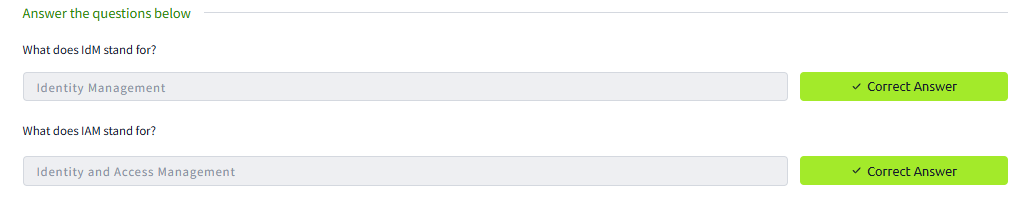 Answer the questions below
What does IdM stand for?
Identity Management
✓ Correct Answer
What does IAM stand for?
Identity and Access Management
✓ Correct Answer